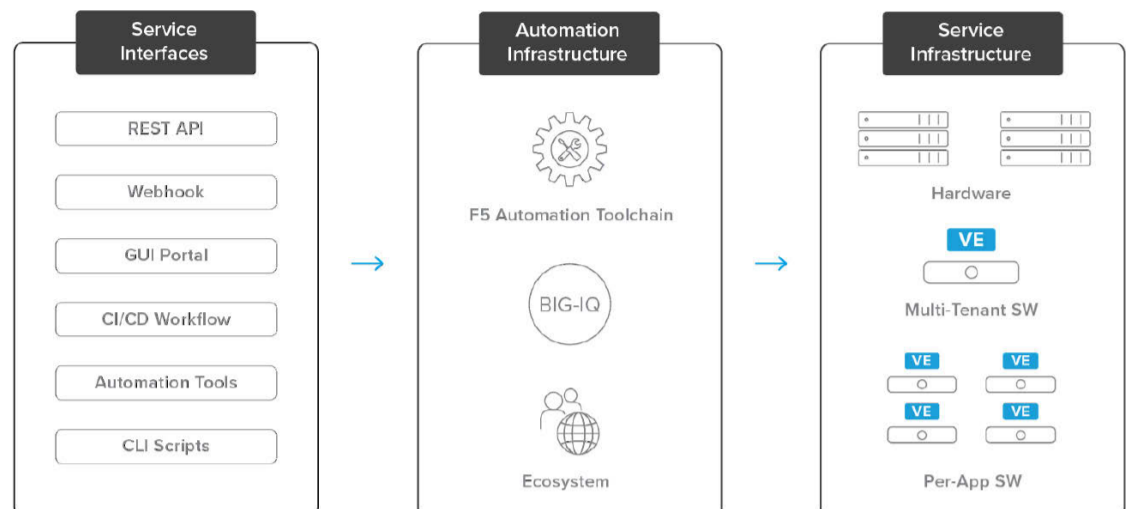 Service
Interfaces
REST API
Webhook
GUI Portal
CI/CD Workflow
Automation Tools
CLI Scripts
Automation
Infrastructure
F5 Automation Toolchain
BIG-IQ
Ecosystem
Service
Infrastructure
Hardware
VE
Multi-Tenant SW
VE VE
VE VE
Per-App SW